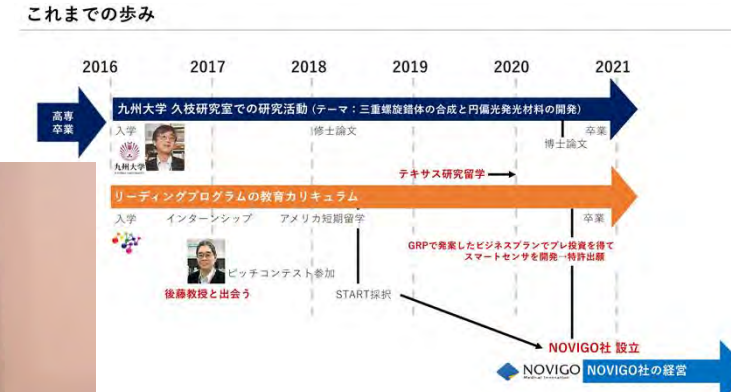 これまでの歩み
2016 2017 2018 2019 2020 2021
高専
卒業
九州大学 久枝研究室での研究活動（テーマ：三重螺旋錯体の合成と円偏光発光材料の開発）
入学 修士論文 卒業
博士論文
九州大学
テキサス研究留学
リーディングプログラムの教育カリキュラム
入学 インターンシップ アメリカ短期留学 卒業
GRPで発案したビジネスプランでプレ投資を得て
スマートセンサを開発→特許出願
ピッチコンテスト参加
後藤教授と出会う
START採択
NOVIGO社 設立
NOVIGO NOVIGO社の経営
Medical Innovation